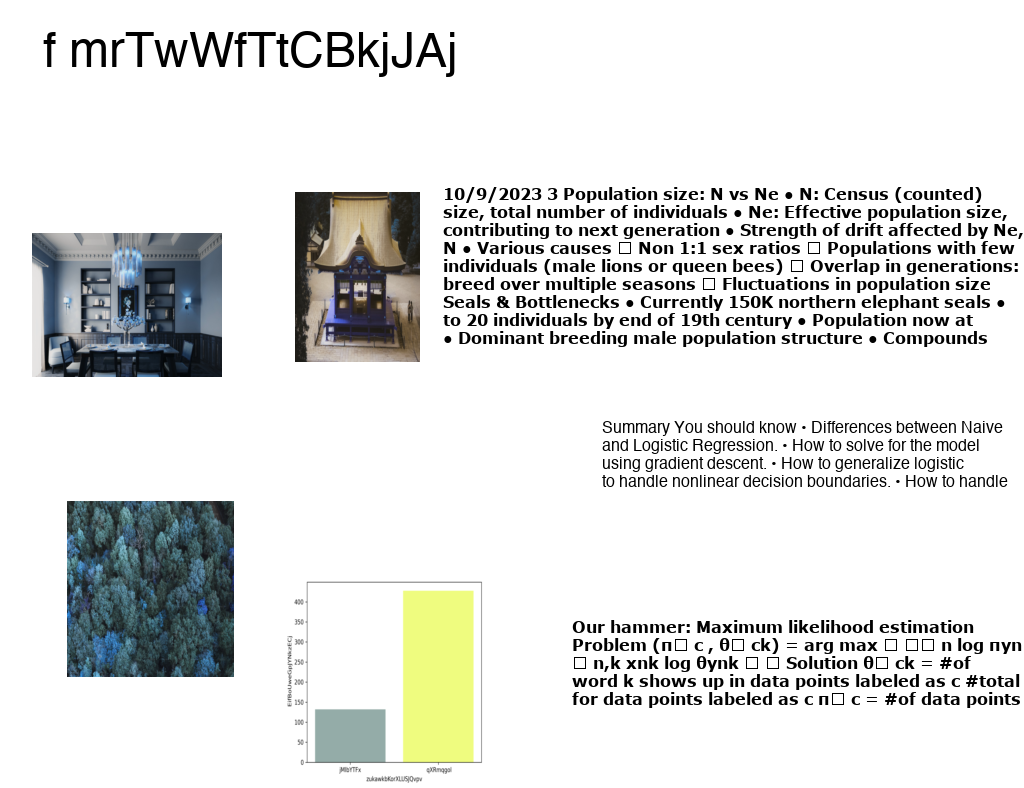 f mrTwWfTtCBkjJAj
10/9/2023 3 Population size: N vs Ne ● N: Census (counted)
size, total number of individuals ● Ne: Effective population size,
contributing to next generation ● Strength of drift affected by Ne,
N ● Various causes □ Non 1:1 sex ratios □ Populations with few
individuals (male lions or queen bees) □ Overlap in generations:
breed over multiple seasons □ Fluctuations in population size
Seals & Bottlenecks ● Currently 150K northern elephant seals ●
to 20 individuals by end of 19th century ● Population now at
● Dominant breeding male population structure ● Compounds
Summary You should know • Differences between Naive
and Logistic Regression. • How to solve for the model
using gradient descent. • How to generalize logistic
to handle nonlinear decision boundaries. • How to handle
400
350
300
250
200
150
100
50
0
jMlbYTFx
qXRmqgoi
zukawkbKorXLUSJQvpv
Our hammer: Maximum likelihood estimation
Problem (π□ c , θ□ ck) = arg max □ □□ n log πyn
□ n,k xnk log θynk □ □ Solution θ□ ck = #of
word k shows up in data points labeled as c #total
for data points labeled as c π□ c = #of data points